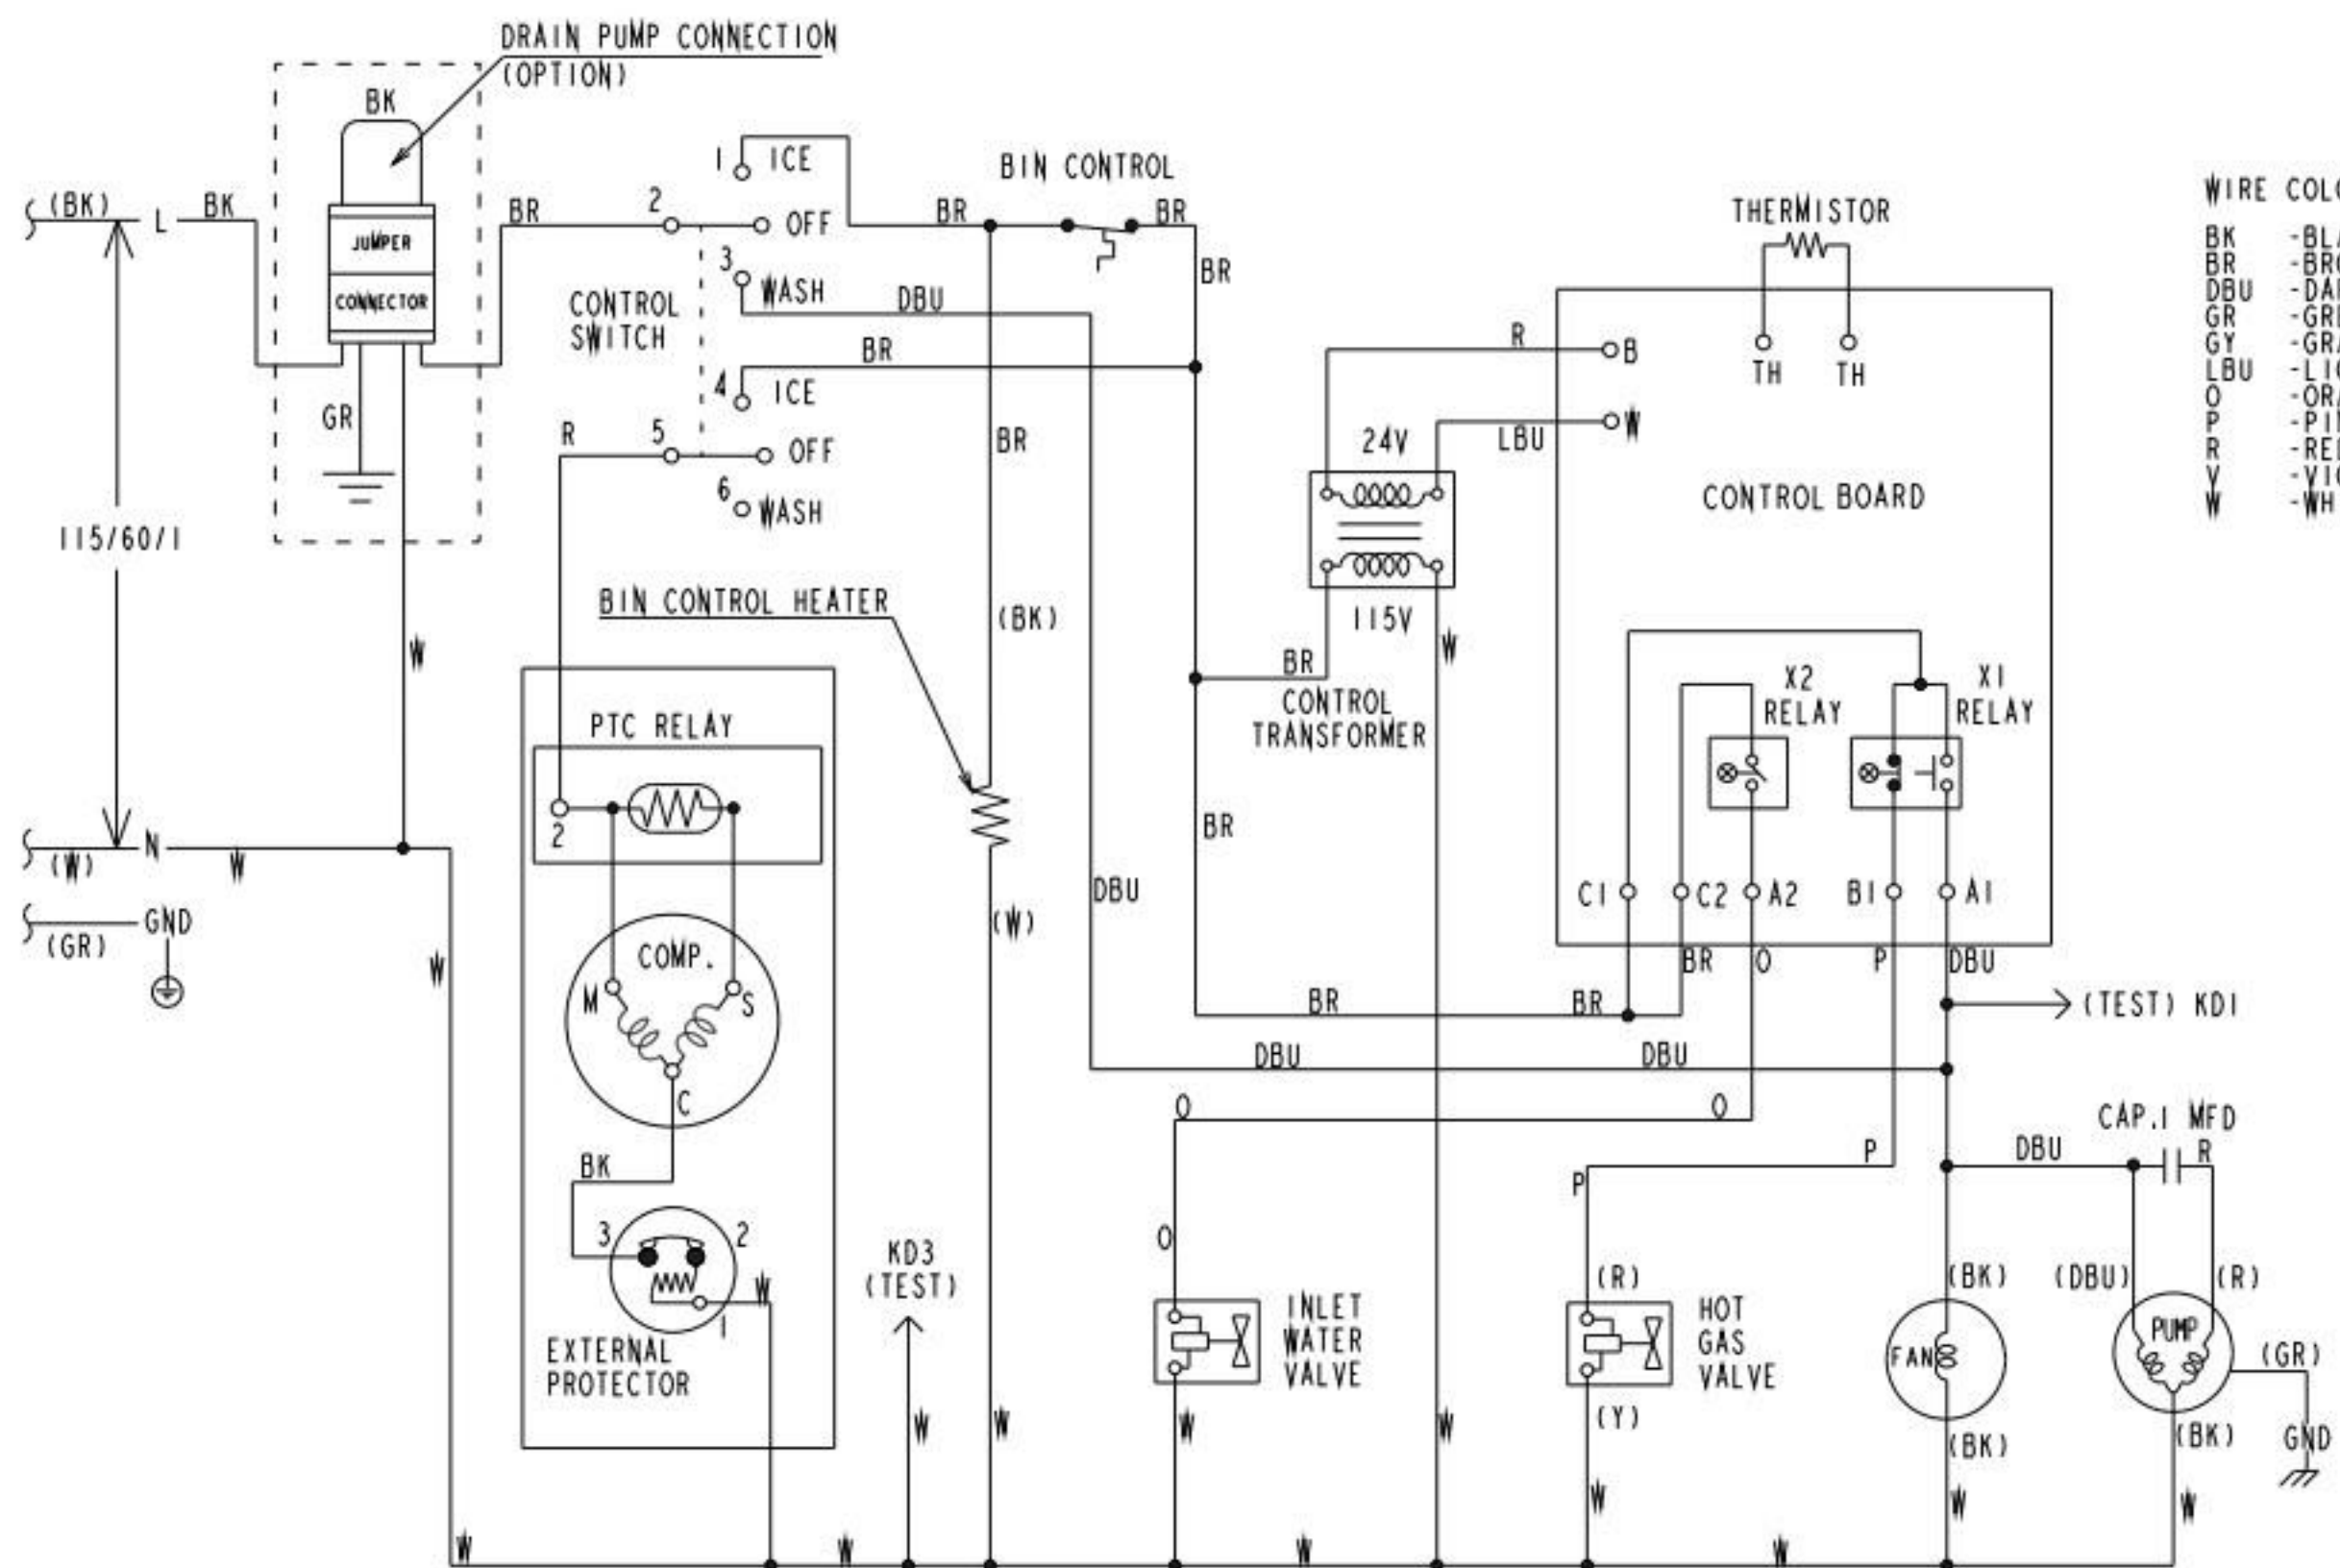 DRAIN PUMP CONNECTION
(OPTION)
BK
(BK)
L
BK
JUMPER
CONNECTOR
GR
115/60/1
W
(W)
N
W
GND
(GR)
W
BR
2
1
ICE
OFF
3
WASH
DBU
CONTROL
SWITCH
4
ICE
BR
R
5
OFF
6
WASH
BR
BIN CONTROL
BR
BR
BR
(BK)
BIN CONTROL HEATER
(W)
DBU
BR
PTC RELAY
2
COMP.
M
S
C
BK
3
2
W
1
EXTERNAL
PROTECTOR
KD3
(TEST)
W
W
W
W
THERMISTOR
TH
TH
R
B
LBU
W
24V
115V
BR
W
CONTROL
TRANSFORMER
CONTROL BOARD
X2
RELAY
X1
RELAY
C1
C2
A2
B1
A1
BR
O
P
DBU
BR
BR
(TEST) KD1
DBU
DBU
O
O
O
P
P
CAP.1 MFD
DBU
R
INLET
WATER
VALVE
W
W
W
(R)
HOT
GAS
VALVE
(Y)
W
W
(BK)
FAN
(BK)
W
(DBU)
(R)
PUMP
(GR)
(BK)
GND
W
WIRE
BK
BR
DBU
GR
GY
LBU
O
P
R
V
W